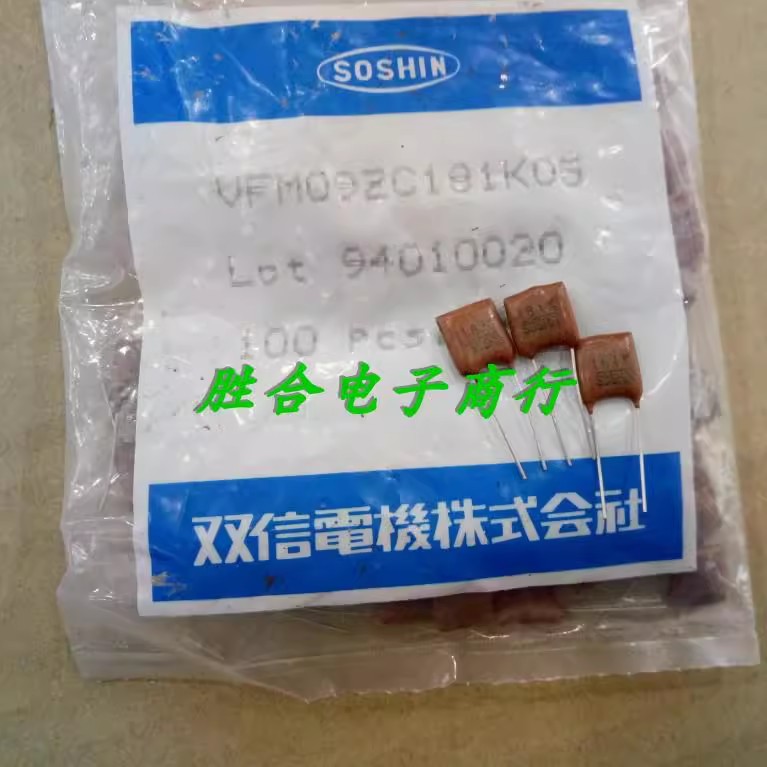 SOSHIN
VFM09ZC181K05
Lot 94010020
100 Pcs
胜合电子商行
双信電機株式会社